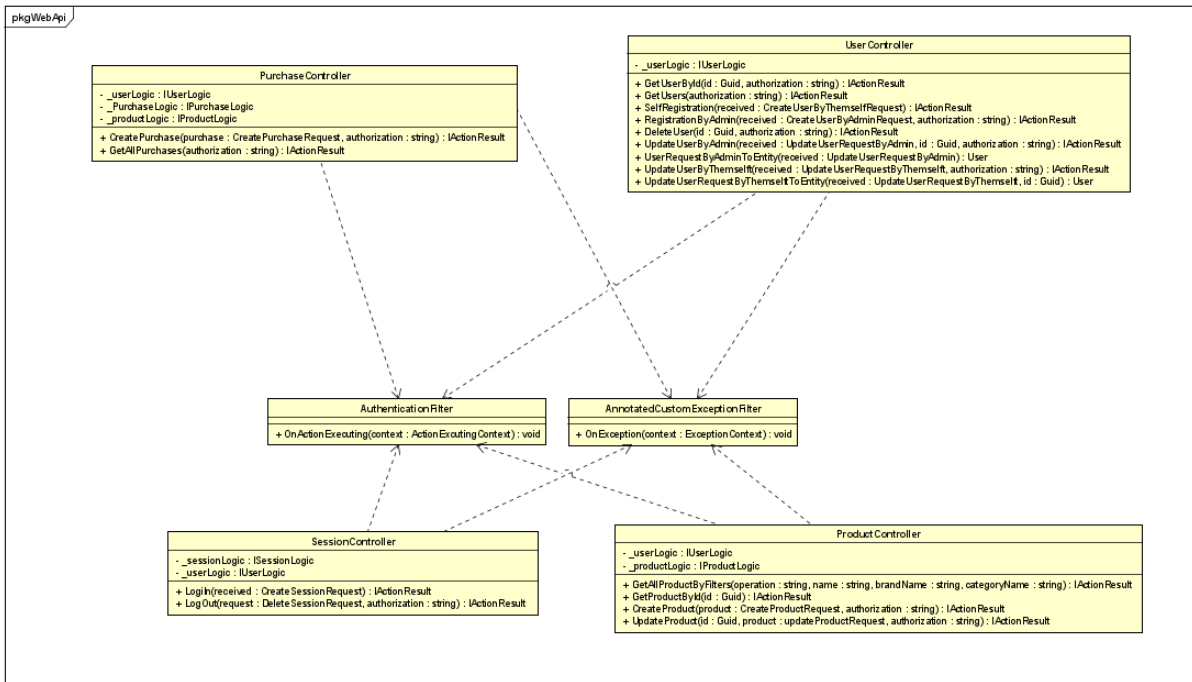 pkgWebApi
PurchaseController
- _userLogic : IUserLogic
- _PurchaseLogic : IPurchaseLogic
- _productLogic : IProductLogic
+ CreatePurchase(purchase : CreatePurchaseRequest, authorization : string) : IActionResult
+ GetAllPurchases(authorization : string) : IActionResult
UserController
- _userLogic : IUserLogic
+ GetUserById(id : Guid, authorization : string) : IActionResult
+ GetUsers(authorization : string) : IActionResult
+ SelfRegistration(received : CreateUserByThemselfRequest) : IActionResult
+ RegistrationByAdmin(received : CreateUserByAdminRequest, authorization : string) : IActionResult
+ DeleteUser(id : Guid, authorization : string) : IActionResult
+ UpdateUserByAdmin(received : UpdateUserRequestByAdmin, id : Guid, authorization : string) : IActionResult
+ UserRequestByAdminToEntity(received : UpdateUserRequestByAdmin) : User
+ UpdateUserByThemself(received : UpdateUserRequestByThemself, authorization : string) : IActionResult
+ UpdateUserRequestByThemselfToEntity(received : UpdateUserRequestByThemself, id : Guid) : User
AuthenticationFilter
+ OnActionExecuting(context : ActionExcutingContext) : void
AnnotatedCustomExceptionFilter
+ OnException(context : ExceptionContext) : void
SessionController
- _sessionLogic : ISessionLogic
- _userLogic : IUserLogic
+ LogIn(received : CreateSessionRequest) : IActionResult
+ LogOut(request : DeleteSessionRequest, authorization : string) : IActionResult
ProductController
- _userLogic : IUserLogic
- _productLogic : IProductLogic
+ GetAllProductByFilters(operation : string, name : string, brandName : string, categoryName : string) : IActionResult
+ GetProductById(id : Guid) : IActionResult
+ CreateProduct(product : CreateProductRequest, authorization : string) : IActionResult
+ UpdateProduct(id : Guid, product : updateProductRequest, authorization : string) : IActionResult